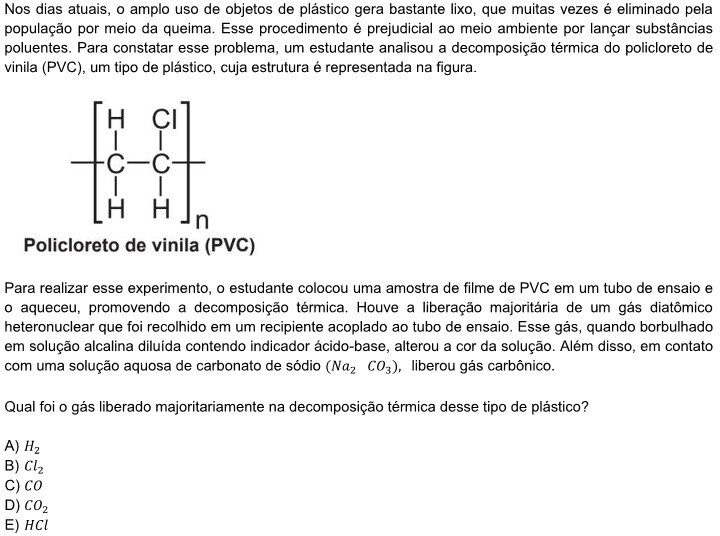 Nos dias atuais, o amplo uso de objetos de plástico gera bastante lixo, que muitas vezes é eliminado pela
população por meio da queima. Esse procedimento é prejudicial ao meio ambiente por lançar substâncias
poluentes. Para constatar esse problema, um estudante analisou a decomposição térmica do policloreto de
vinila (PVC), um tipo de plástico, cuja estrutura é representada na figura.
H Cl
C C
H H
n
Policloreto de vinila (PVC)
Para realizar esse experimento, o estudante colocou uma amostra de filme de PVC em um tubo de ensaio e
o aqueceu, promovendo a decomposição térmica. Houve a liberação majoritária de um gás diatômico
heteronuclear que foi recolhido em um recipiente acoplado ao tubo de ensaio. Esse gás, quando borbulhado
em solução alcalina diluída contendo indicador ácido-base, alterou a cor da solução. Além disso, em contato
com uma solução aquosa de carbonato de sódio (Na₂ CO₃), liberou gás carbônico.
Qual foi o gás liberado majoritariamente na decomposição térmica desse tipo de plástico?
A) H₂
B) Cl₂
C) CO
D) CO₂
E) HCl